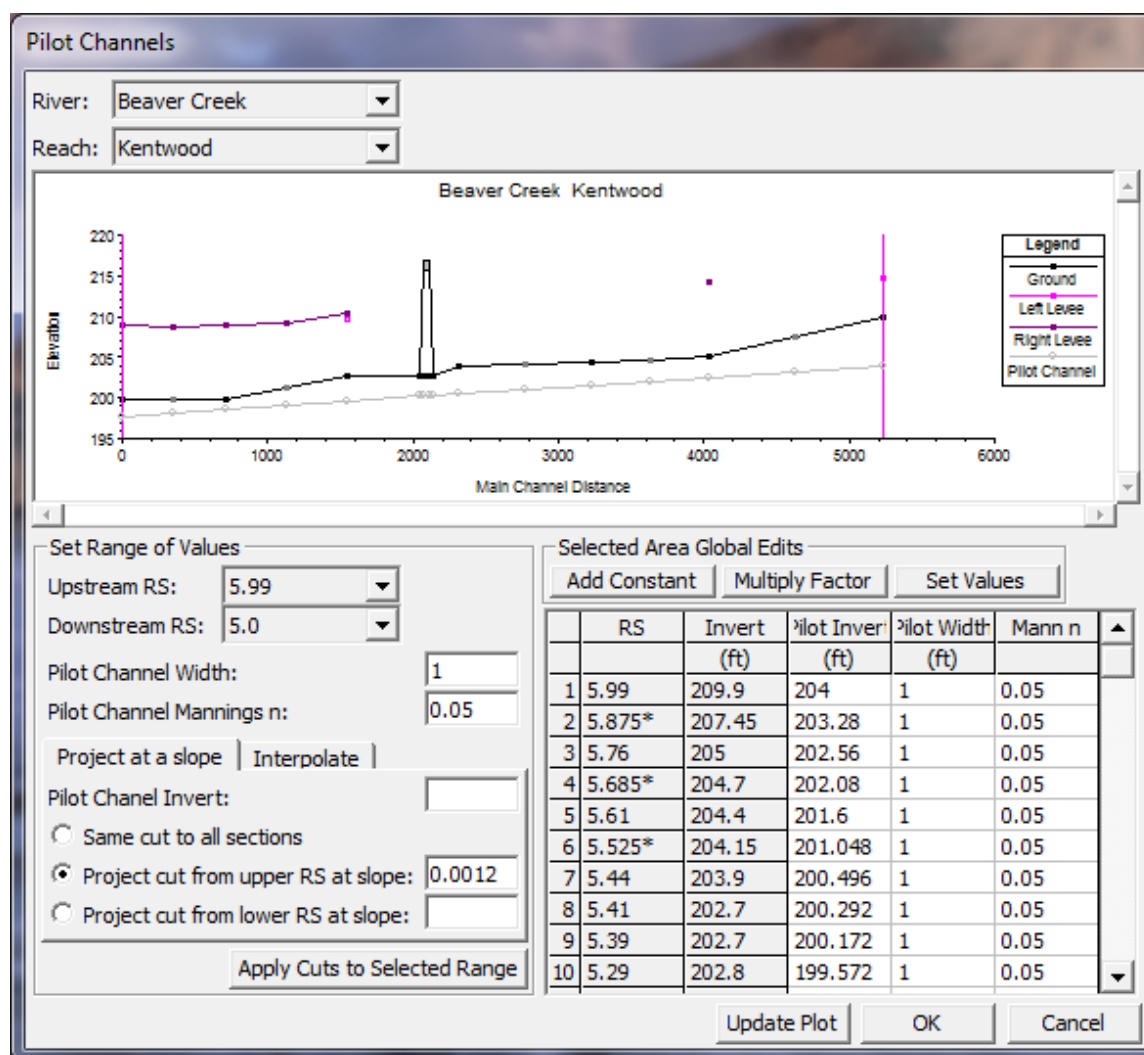 Pilot Channels
River: Beaver Creek
Reach: Kentwood
Beaver Creek Kentwood
220
215
210
205
200
195
Elevation
0 1000 2000 3000 4000 5000 6000
Main Channel Distance
Legend
Ground
Left Levee
Right Levee
Pilot Channel
Set Range of Values
Upstream RS: 5.99
Downstream RS: 5.0
Pilot Channel Width: 1
Pilot Channel Mannings n: 0.05
Project at a slope Interpolate
Pilot Chanel Invert:
Same cut to all sections
Project cut from upper RS at slope: 0.0012
Project cut from lower RS at slope:
Apply Cuts to Selected Range
Selected Area Global Edits
Add Constant Multiply Factor Set Values
RS Invert Pilot Invert Pilot Width Mann n
(ft) (ft) (ft)
1 5.99 209.9 204 1 0.05
2 5.875* 207.45 203.28 1 0.05
3 5.76 205 202.56 1 0.05
4 5.685* 204.7 202.08 1 0.05
5 5.61 204.4 201.6 1 0.05
6 5.525* 204.15 201.048 1 0.05
7 5.44 203.9 200.496 1 0.05
8 5.41 202.7 200.292 1 0.05
9 5.39 202.7 200.172 1 0.05
10 5.29 202.8 199.572 1 0.05
Update Plot OK Cancel